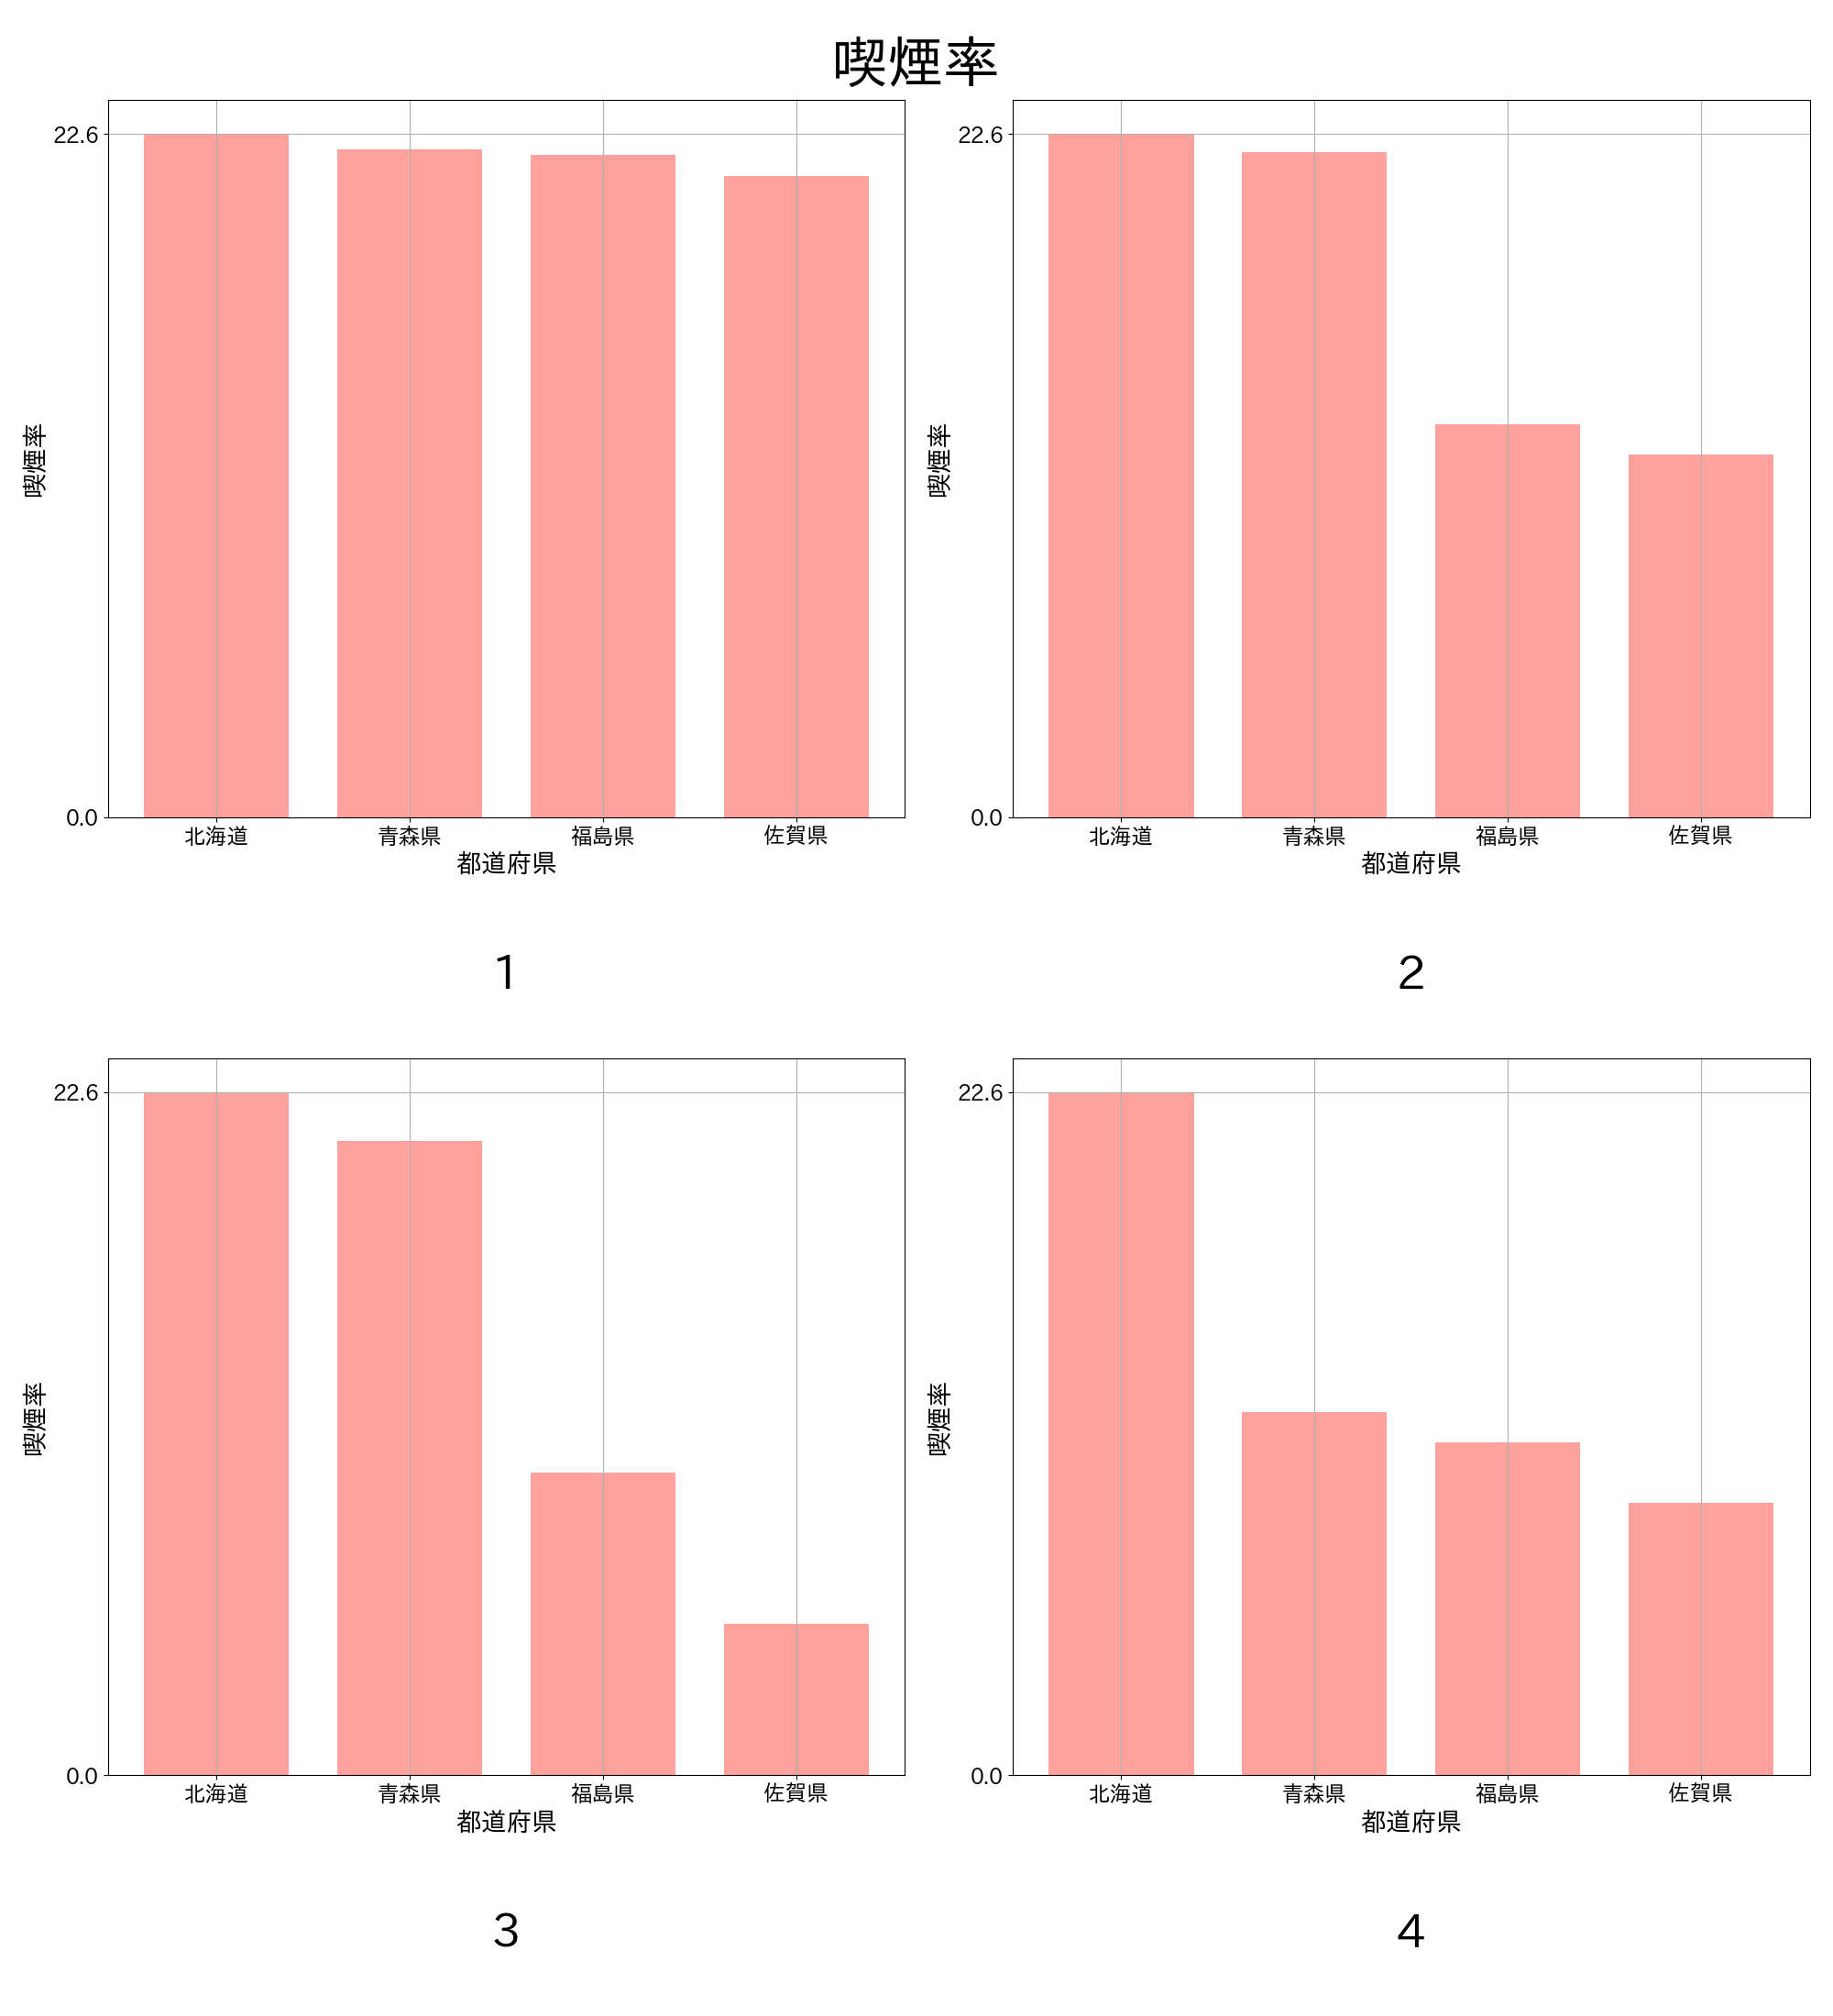 喫煙率
22.6
0.0
喫煙率
北海道 青森県 福島県 佐賀県
都道府県
1
22.6
0.0
喫煙率
北海道 青森県 福島県 佐賀県
都道府県
2
22.6
0.0
喫煙率
北海道 青森県 福島県 佐賀県
都道府県
3
22.6
0.0
喫煙率
北海道 青森県 福島県 佐賀県
都道府県
4